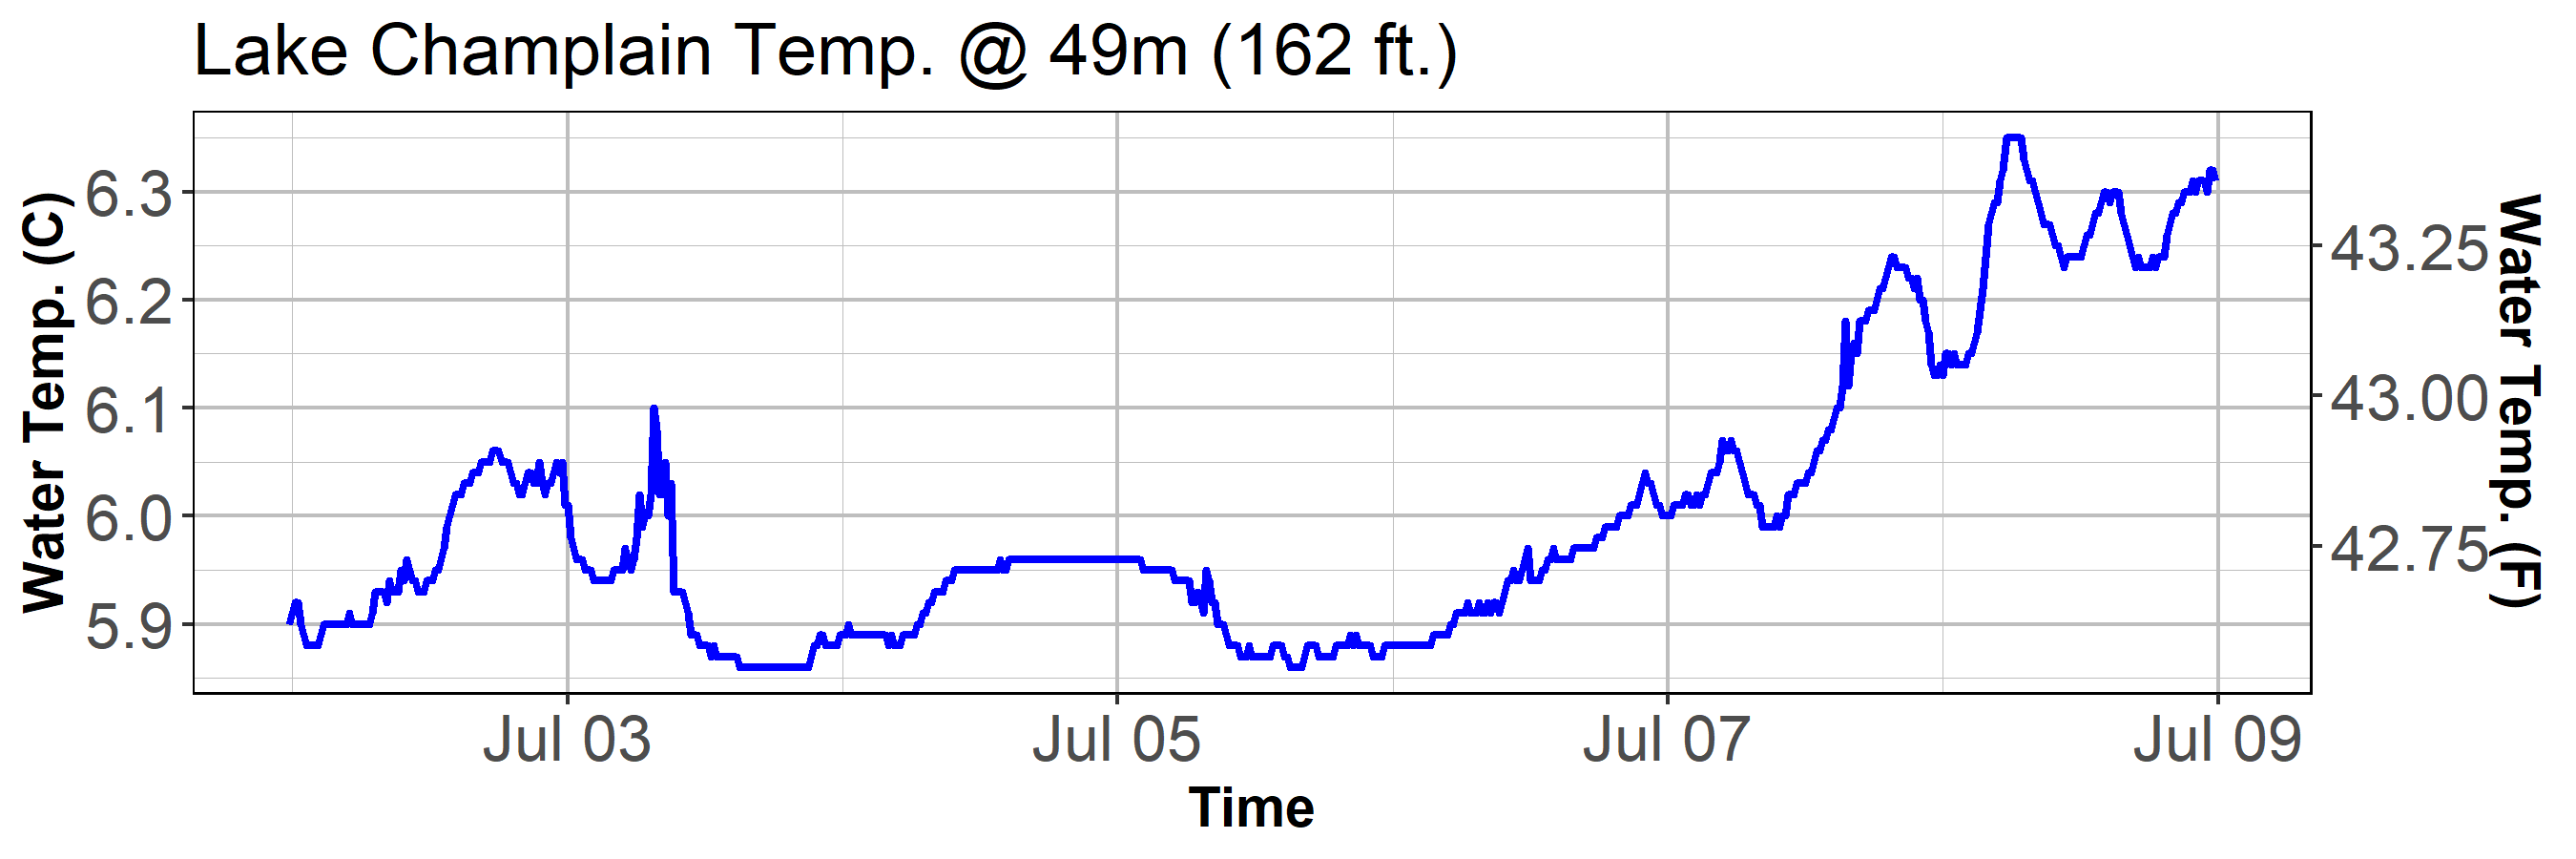 Lake Champlain Temp. @ 49m (162 ft.)
Water Temp. (C)
6.3
6.2
6.1
6.0
5.9
43.25
43.00
42.75
Water Temp. (F)
Jul 03
Jul 05
Jul 07
Jul 09
Time